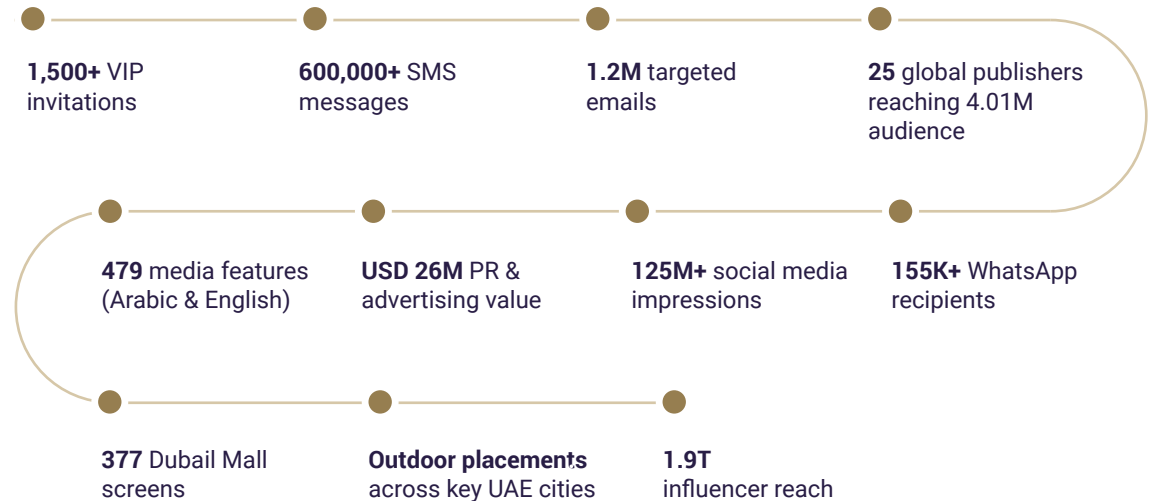 1,500+ VIP
invitations
600,000+ SMS
messages
1.2M targeted
emails
25 global publishers
reaching 4.01M
audience
155K+ WhatsApp
recipients
125M+ social media
impressions
USD 26M PR &
advertising value
479 media features
(Arabic & English)
377 Dubail Mall
screens
Outdoor placements
across key UAE cities
1.9T
influencer reach